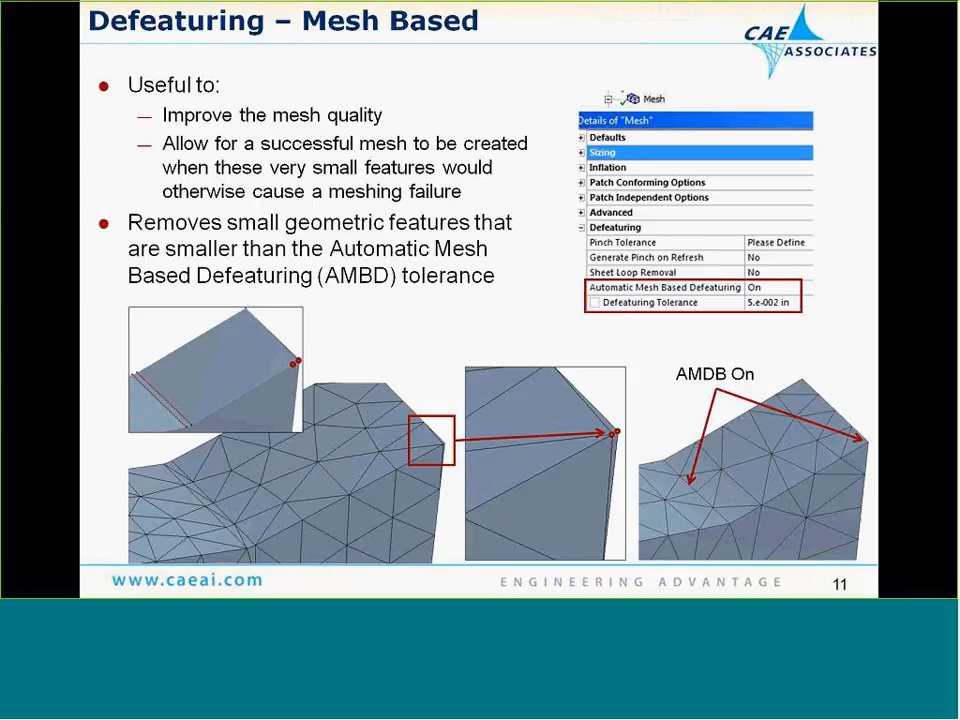 Defeaturing – Mesh Based
CAE
ASSOCIATES
● Useful to:
— Improve the mesh quality
— Allow for a successful mesh to be created
when these very small features would
otherwise cause a meshing failure
● Removes small geometric features that
are smaller than the Automatic Mesh
Based Defeaturing (AMBD) tolerance
Mesh
Details of "Mesh"
Defaults
Sizing
Inflation
Patch Conforming Options
Patch Independent Options
Advanced
Defeaturing
Pinch Tolerance Please Define
Generate Pinch on Refresh No
Sheet Loop Removal No
Automatic Mesh Based Defeaturing On
Defeaturing Tolerance 5.e-002 in
AMDB On
www.caeai.com
ENGINEERING ADVANTAGE
11